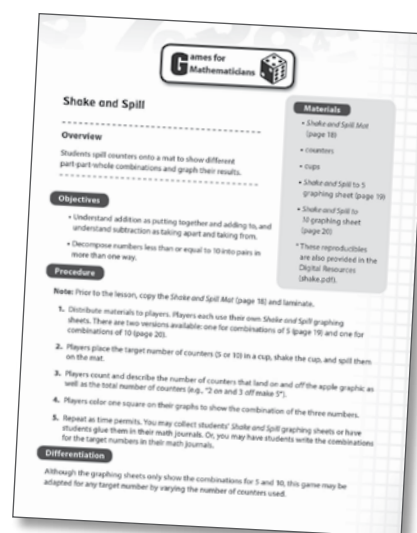 Games for
Mathematicians
Shake and Spill
Overview
Students spill counters onto a mat to show different
part-part-whole combinations and graph their results.
Materials
• Shake and Spill Mat
(page 18)
• counters
• cups
• Shake and Spill to 5
graphing sheet (page 19)
• Shake and Spill to
10 graphing sheet
(page 20)
* These reproducibles
are also provided in the
Digital Resources
(shake.pdf).
Objectives
• Understand addition as putting together and adding to, and
understand subtraction as taking apart and taking from.
• Decompose numbers less than or equal to 10 into pairs in
more than one way.
Procedure
Note: Prior to the lesson, copy the Shake and Spill Mat (page 18) and laminate.
1. Distribute materials to players. Players each use their own Shake and Spill graphing
sheets. There are two versions available: one for combinations of 5 (page 19) and one for
combinations of 10 (page 20).
2. Players place the target number of counters (5 or 10) in a cup, shake the cup, and spill them
on the mat.
3. Players count and describe the number of counters that land on and off the apple graphic as
well as the total number of counters (e.g., "2 on and 3 off make 5").
4. Players color one square on their graphs to show the combination of the three numbers.
5. Repeat as time permits. You may collect students' Shake and Spill graphing sheets or have
students glue them in their math journals. Or, you may have students write the combinations
for the target numbers in their math journals.
Differentiation
Although the graphing sheets only show the combinations for 5 and 10, this game may be
adapted for any target number by varying the number of counters used.